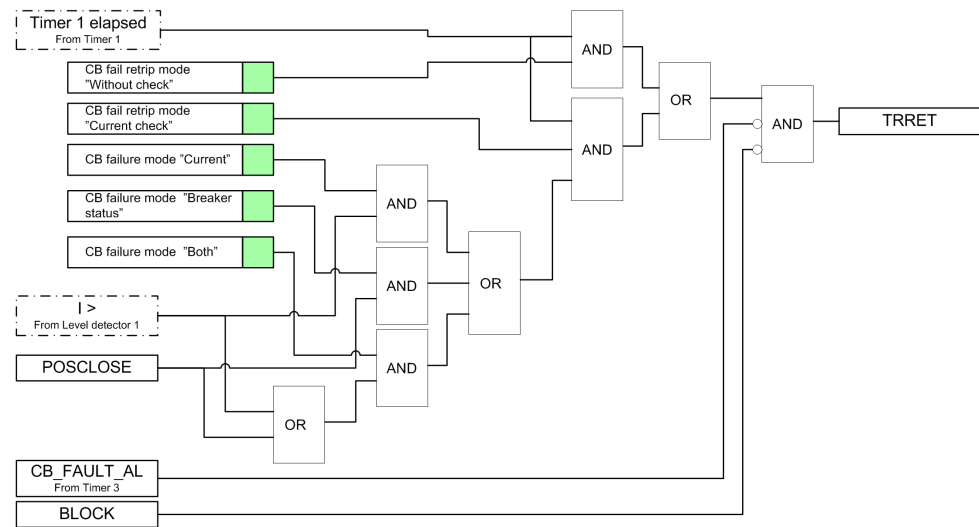 Timer 1 elapsed
From Timer 1
CB fail retrip mode
”Without check”
CB fail retrip mode
”Current check”
CB failure mode ”Current”
CB failure mode ”Breaker
status”
CB failure mode ”Both”
I >
From Level detector 1
POSCLOSE
CB_FAULT_AL
From Timer 3
BLOCK
OR
AND
AND
AND
OR
AND
AND
OR
AND
TRRET